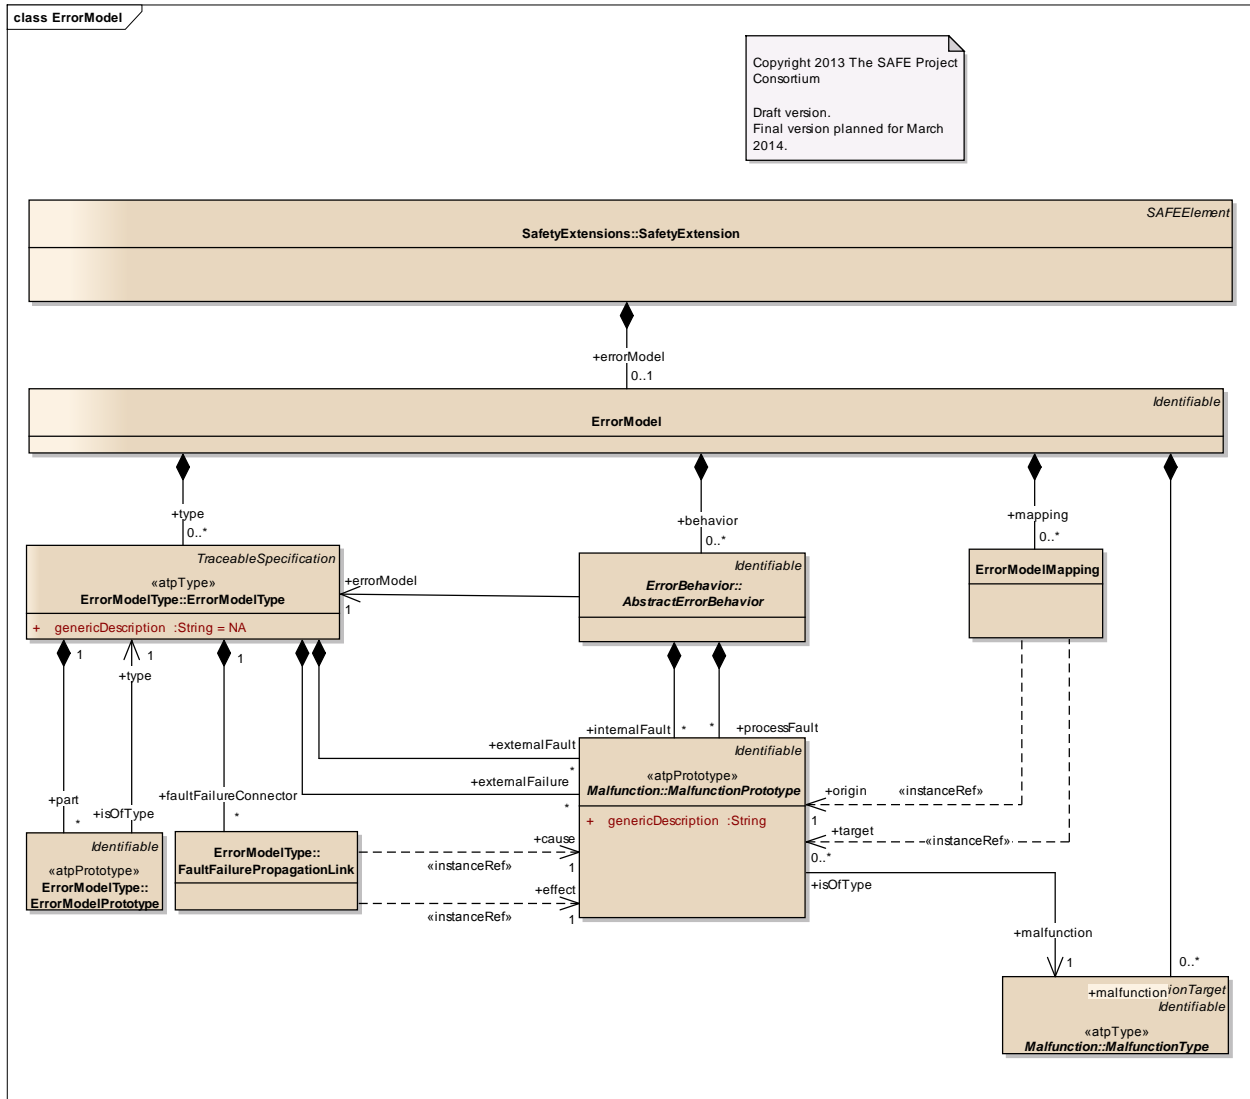 class ErrorModel
Copyright 2013 The SAFE Project
Consortium
Draft version.
Final version planned for March
2014.
SAFEElement
SafetyExtensions::SafetyExtension
+errorModel
0..1
Identifiable
ErrorModel
+type
0..*
+behavior
0..*
+mapping
0..*
TraceableSpecification
«atpType»
ErrorModelType::ErrorModelType
+ genericDescription :String = NA
+errorModel
1
Identifiable
ErrorBehavior::
AbstractErrorBehavior
ErrorModelMapping
1
1
+type
1
+internalFault
*
*
+processFault
+externalFault
*
+externalFailure
*
Identifiable
«atpPrototype»
Malfunction::MalfunctionPrototype
+ genericDescription :String
+origin
«instanceRef»
1
+target
«instanceRef»
0..*
+part
*
+isOfType
+faultFailureConnector
*
Identifiable
«atpPrototype»
ErrorModelType::
ErrorModelPrototype
ErrorModelType::
FaultFailurePropagationLink
+cause
«instanceRef»
1
+effect
«instanceRef»
1
+isOfType
+malfunction
1
0..*
+malfunction
ionTarget
Identifiable
«atpType»
Malfunction::MalfunctionType